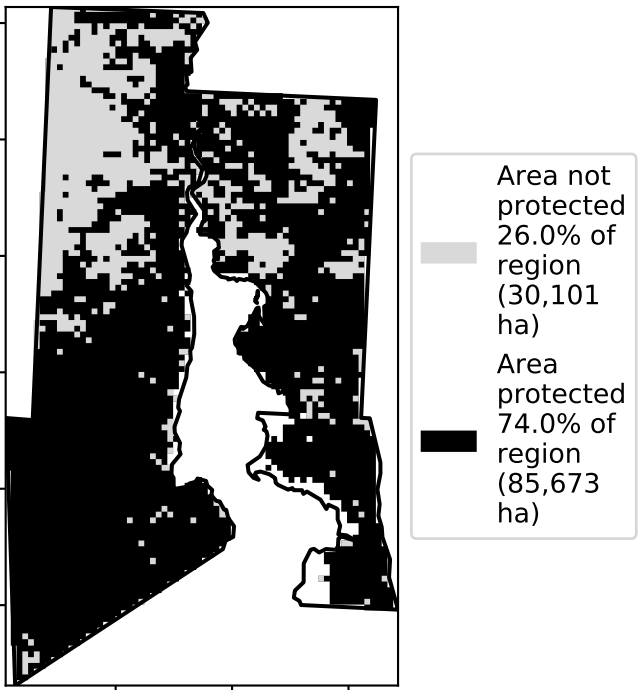 Area not
protected
26.0% of
region
(30,101
ha)
Area
protected
74.0% of
region
(85,673
ha)